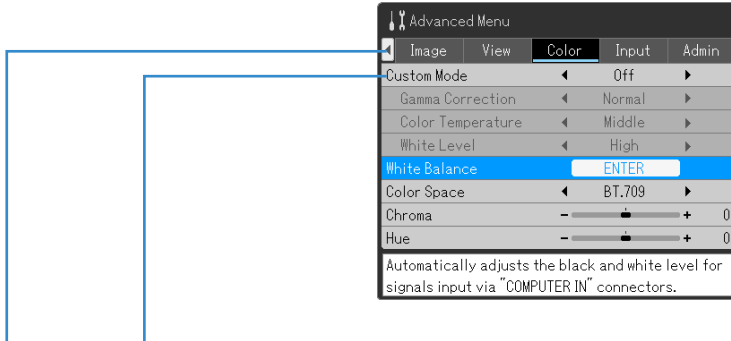 Advanced Menu
Image View Color Input Admin
Custom Mode Off
Gamma Correction Normal
Color Temperature Middle
White Level High
White Balance ENTER
Color Space BT.709
Chroma - + 0
Hue - + 0
Automatically adjusts the black and white level for
signals input via "COMPUTER IN" connectors.